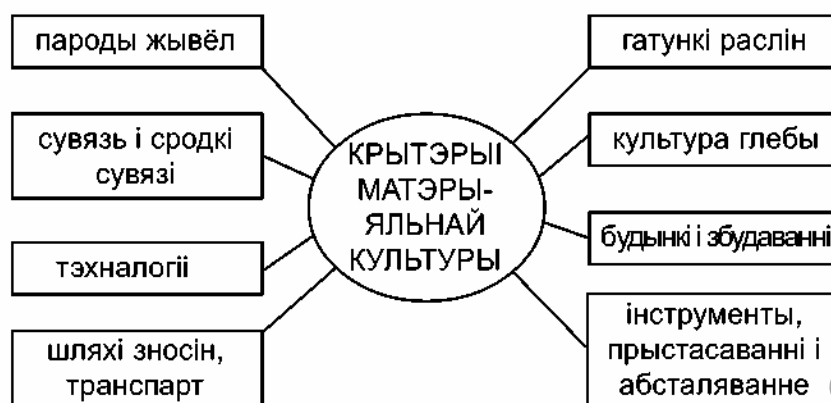 пароды жывёл
сувязь і сродкі
сувязі
тэхналогіі
шляхі зносін,
транспарт
КРЫТЭРЫІ
МАТЭРЫ-
ЯЛЬНАЙ
КУЛЬТУРЫ
гатункі раслін
культура глебы
будынкі і збудаванні
інструменты,
прыстасаванні і
абсталяванне